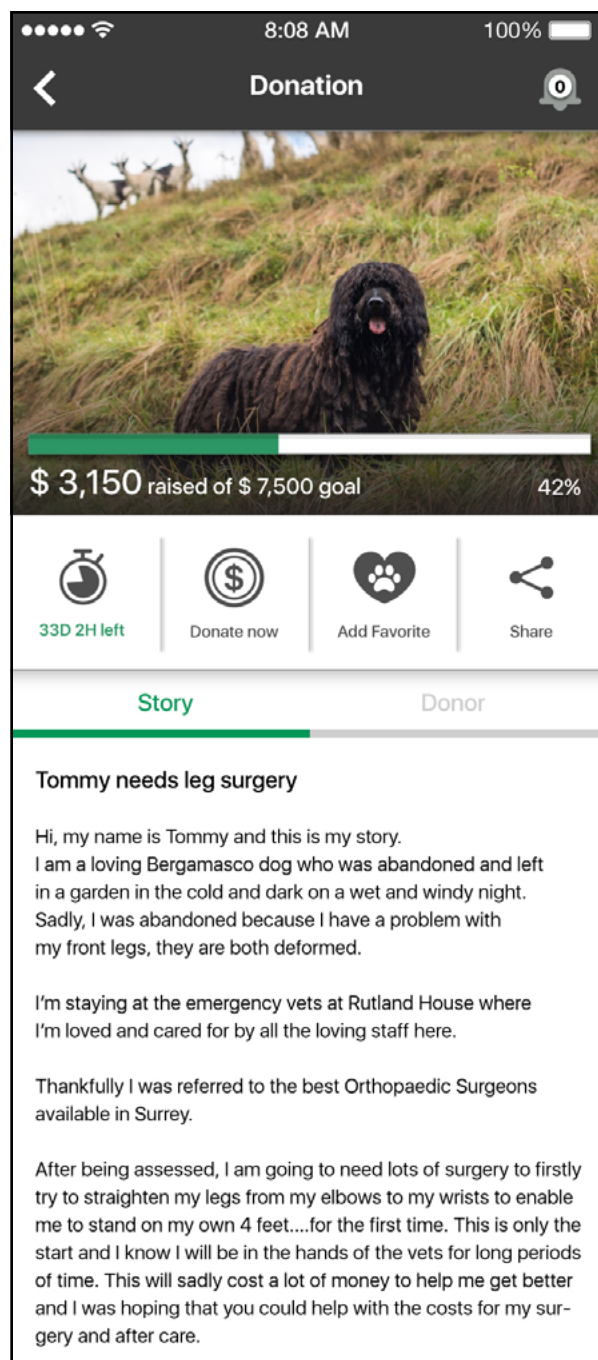 8:08 AM
100%
Donation
0
$ 3,150 raised of $ 7,500 goal
42%
$
33D 2H left
Donate now
Add Favorite
Share
Story
Donor
Tommy needs leg surgery
Hi, my name is Tommy and this is my story.
I am a loving Bergamasco dog who was abandoned and left
in a garden in the cold and dark on a wet and windy night.
Sadly, I was abandoned because I have a problem with
my front legs, they are both deformed.
I'm staying at the emergency vets at Rutland House where
I'm loved and cared for by all the loving staff here.
Thankfully I was referred to the best Orthopaedic Surgeons
available in Surrey.
After being assessed, I am going to need lots of surgery to firstly
try to straighten my legs from my elbows to my wrists to enable
me to stand on my own 4 feet....for the first time. This is only the
start and I know I will be in the hands of the vets for long periods
of time. This will sadly cost a lot of money to help me get better
and I was hoping that you could help with the costs for my sur-
gery and after care.